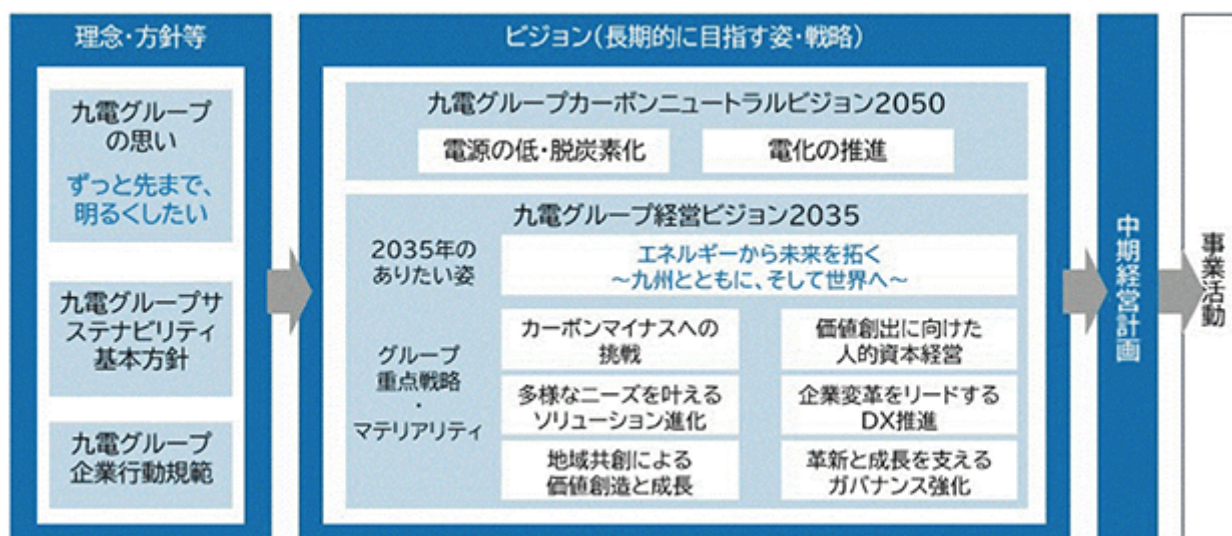 理念・方針等
九電グループ
の思い
ずっと先まで、
明るくしたい
九電グループサ
ステナビリティ
基本方針
九電グループ
企業行動規範
ビジョン(長期的に目指す姿・戦略)
九電グループカーボンニュートラルビジョン2050
電源の低・脱炭素化
電化の推進
九電グループ経営ビジョン2035
2035年の
ありたい姿
エネルギーから未来を拓く
～九州とともに、そして世界へ～
グループ
重点戦略
・
マテリアリティ
カーボンマイナスへの
挑戦
価値創出に向けた
人的資本経営
多様なニーズを叶える
ソリューション進化
企業変革をリードする
DX推進
地域共創による
価値創造と成長
革新と成長を支える
ガバナンス強化
中期経営計画
事業活動